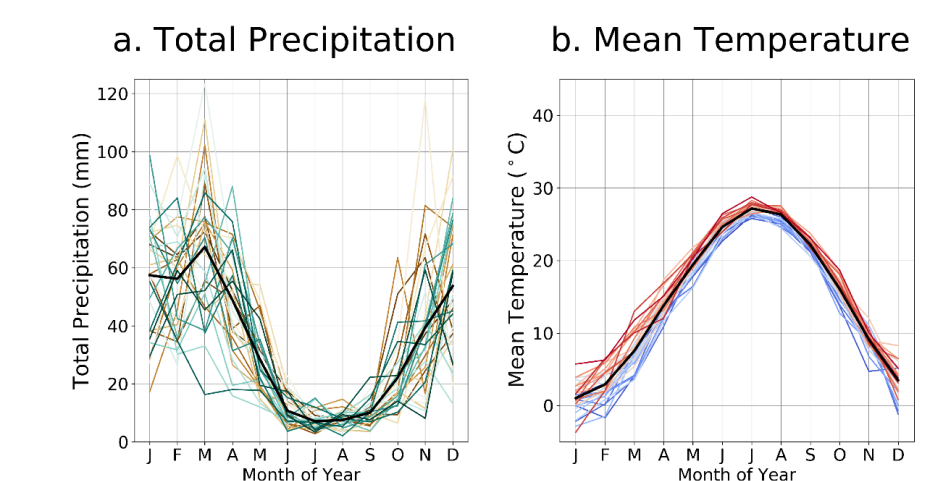 a. Total Precipitation
b. Mean Temperature
Total Precipitation (mm)
120
100
80
60
40
20
0
J F M A M J J A S O N D
Month of Year
Mean Temperature (°C)
40
30
20
10
0
J F M A M J J A S O N D
Month of Year